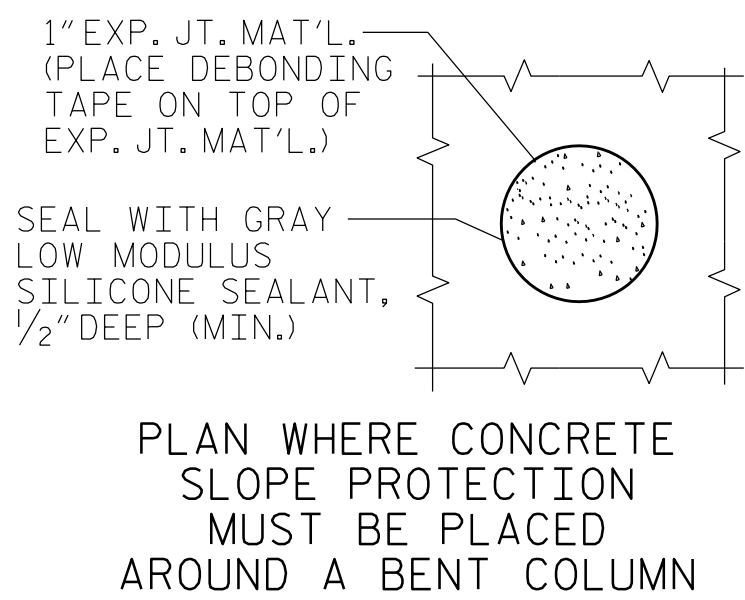 1" EXP. JT. MAT'L.
(PLACE DEBONDING
TAPE ON TOP OF
EXP. JT. MAT'L.)
SEAL WITH GRAY
LOW MODULUS
SILICONE SEALANT,
1/2" DEEP (MIN.)
PLAN WHERE CONCRETE
SLOPE PROTECTION
MUST BE PLACED
AROUND A BENT COLUMN